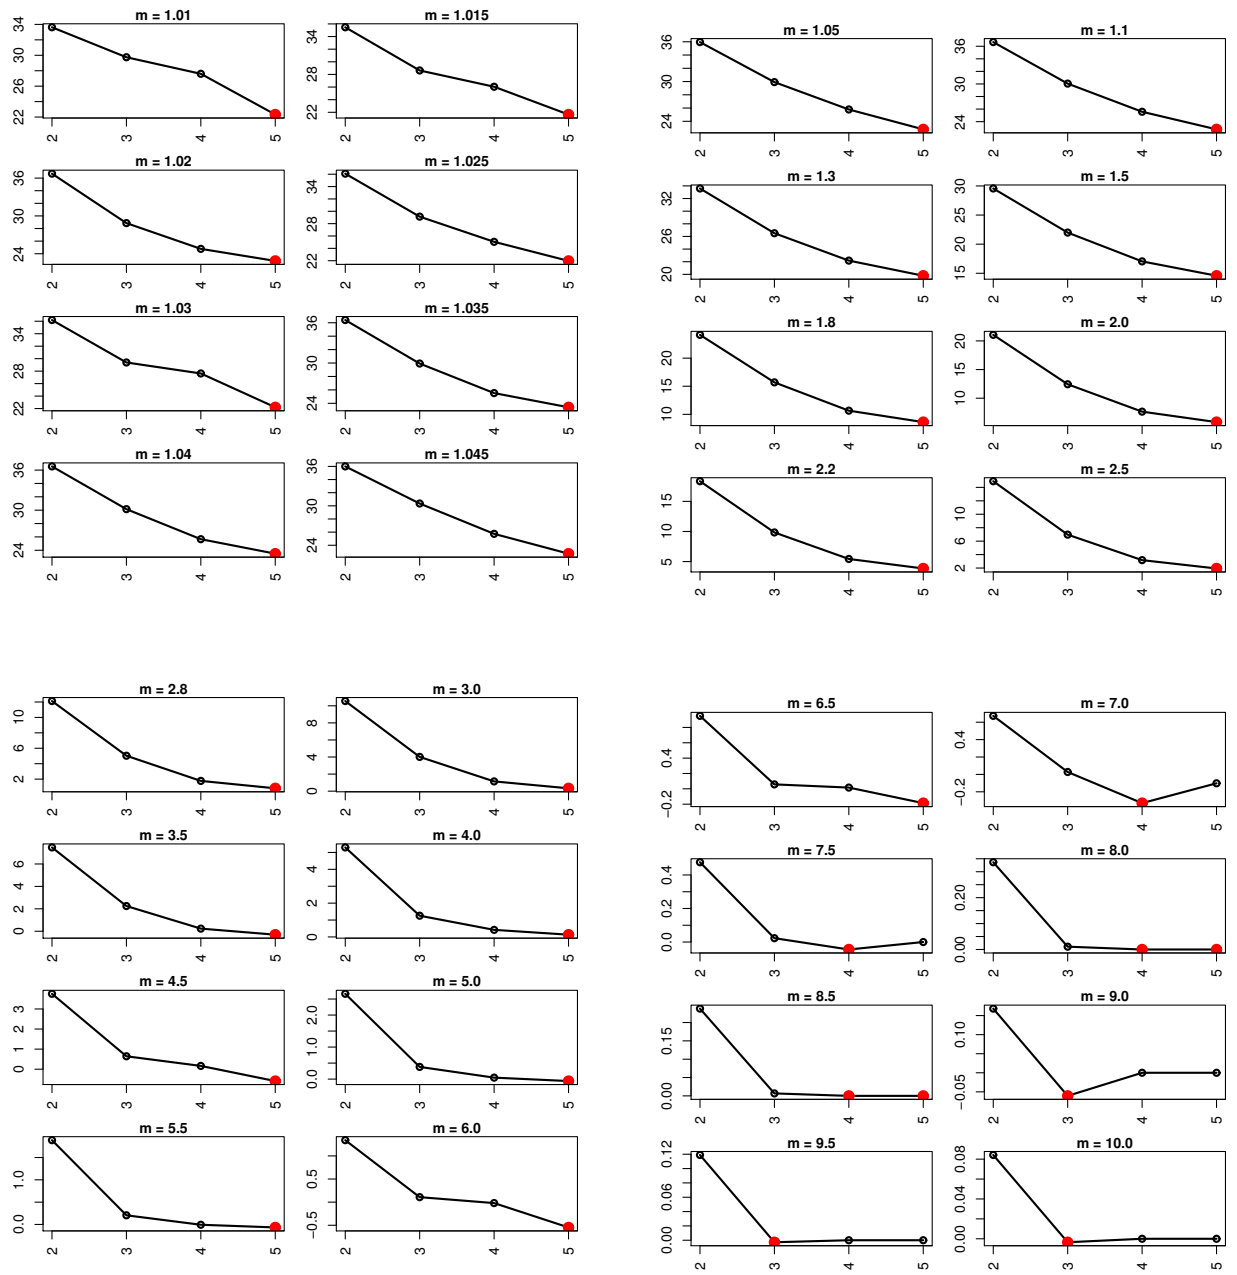 m = 1.01
34
30
26
22
2 3 4 5
m = 1.015
34
28
22
2 3 4 5
m = 1.02
36
30
24
2 3 4 5
m = 1.025
34
28
22
2 3 4 5
m = 1.03
34
28
22
2 3 4 5
m = 1.035
36
30
24
2 3 4 5
m = 1.04
36
30
24
2 3 4 5
m = 1.045
36
30
24
2 3 4 5
m = 1.05
36
30
24
2 3 4 5
m = 1.1
36
30
24
2 3 4 5
m = 1.3
32
26
20
2 3 4 5
m = 1.5
30
25
20
15
2 3 4 5
m = 1.8
20
15
10
2 3 4 5
m = 2.0
20
15
10
2 3 4 5
m = 2.2
15
10
5
2 3 4 5
m = 2.5
10
6
2
2 3 4 5
m = 2.8
10
6
2
2 3 4 5
m = 3.0
8
4
0
2 3 4 5
m = 3.5
6
4
2
0
2 3 4 5
m = 4.0
4
2
0
2 3 4 5
m = 4.5
3
2
1
0
2 3 4 5
m = 5.0
2.0
1.0
0.0
2 3 4 5
m = 5.5
1.0
0.0
2 3 4 5
m = 6.0
0.5
−0.5
2 3 4 5
m = 6.5
0.4
−0.2
2 3 4 5
m = 7.0
0.4
−0.2
2 3 4 5
m = 7.5
0.4
0.2
0.0
2 3 4 5
m = 8.0
0.20
0.00
2 3 4 5
m = 8.5
0.15
0.00
2 3 4 5
m = 9.0
0.10
−0.05
2 3 4 5
m = 9.5
0.12
0.06
0.00
2 3 4 5
m = 10.0
0.08
0.04
0.00
2 3 4 5